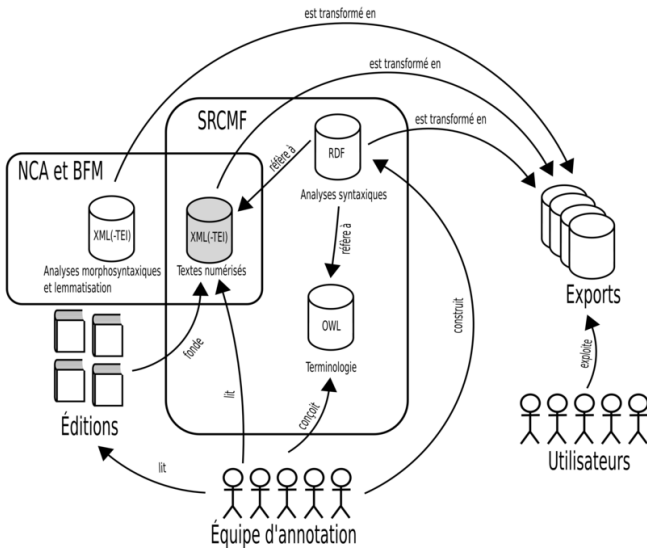 est transformé en
est transformé en
SRCMF
est transformé en
NCA et BFM
RDF
réfère à
Analyses syntaxiques
XML(-TEI)
XML(-TEI)
Analyses morphosyntaxiques
et lemmatisation
Textes numérisés
réfère à
Exports
OWL
construit
fonde
Terminologie
exploite
lit
conçoit
Éditions
Utilisateurs
lit
Équipe d'annotation